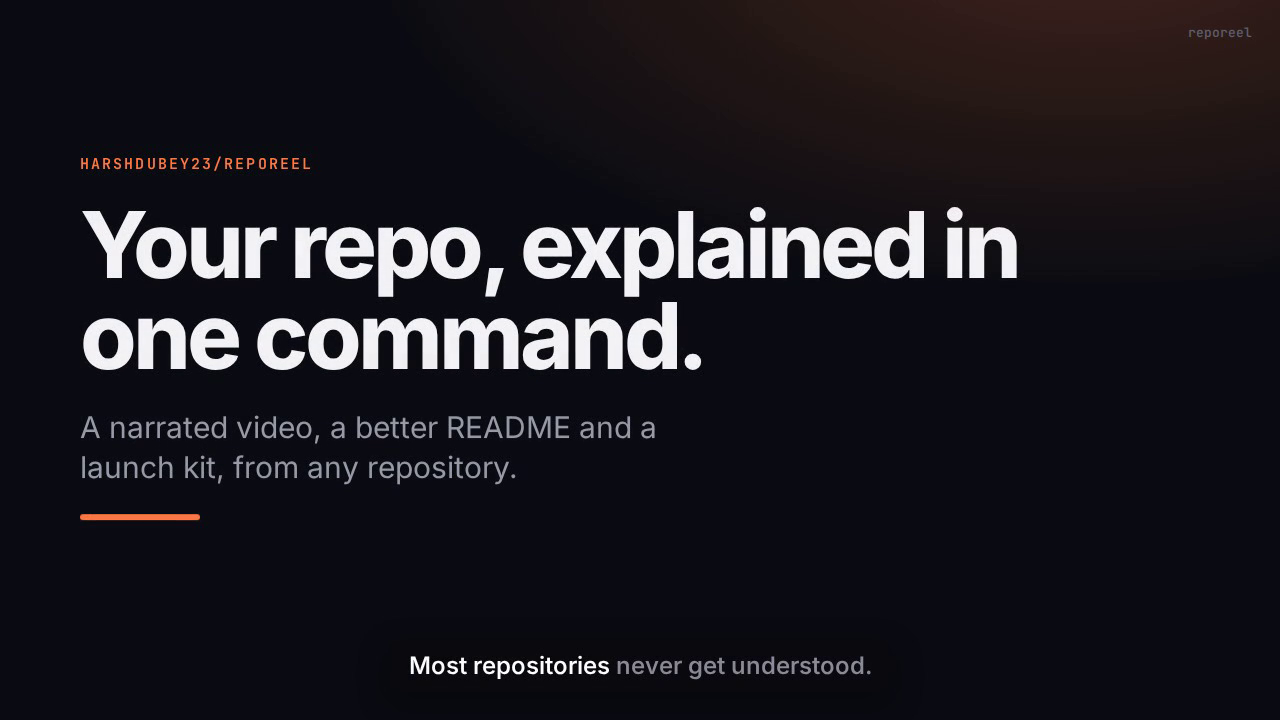 reporeel
HARSHDUBEY23/REPOREEL
Your repo, explained in
one command.
A narrated video, a better README and a
launch kit, from any repository.
Most repositories never get understood.